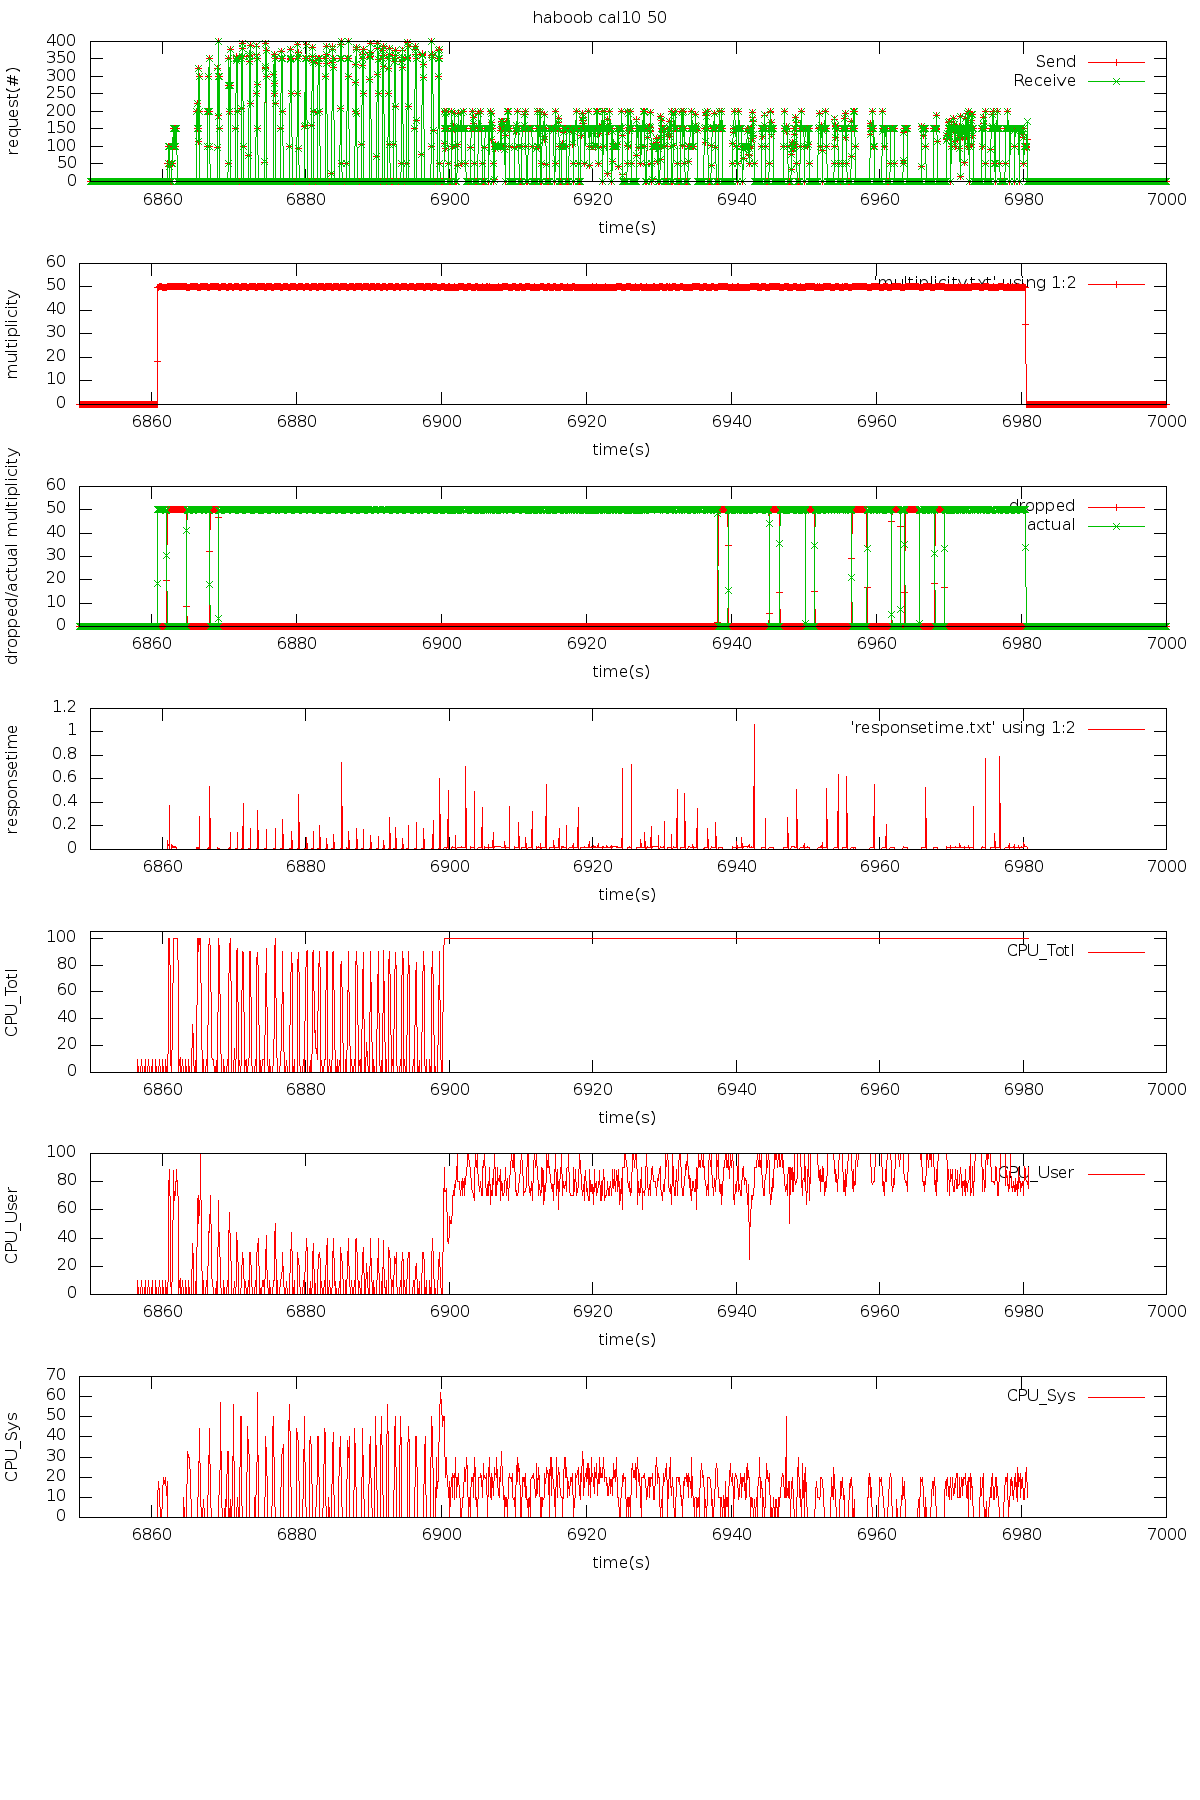 haboob cal10 50
request(#)
400
350
300
250
200
150
100
50
0
Send
Receive
6860 6880 6900 6920 6940 6960 6980 7000
time(s)
multiplicity
60
50
40
30
20
10
0
'multiplicity.txt' using 1:2
6860 6880 6900 6920 6940 6960 6980 7000
time(s)
dropped/actual multiplicity
60
50
40
30
20
10
0
dropped
actual
6860 6880 6900 6920 6940 6960 6980 7000
time(s)
responsetime
1.2
1
0.8
0.6
0.4
0.2
0
'responsetime.txt' using 1:2
6860 6880 6900 6920 6940 6960 6980 7000
time(s)
CPU_Totl
100
80
60
40
20
0
CPU_Totl
6860 6880 6900 6920 6940 6960 6980 7000
time(s)
CPU_User
100
80
60
40
20
0
CPU_User
6860 6880 6900 6920 6940 6960 6980 7000
time(s)
CPU_Sys
70
60
50
40
30
20
10
0
CPU_Sys
6860 6880 6900 6920 6940 6960 6980 7000
time(s)